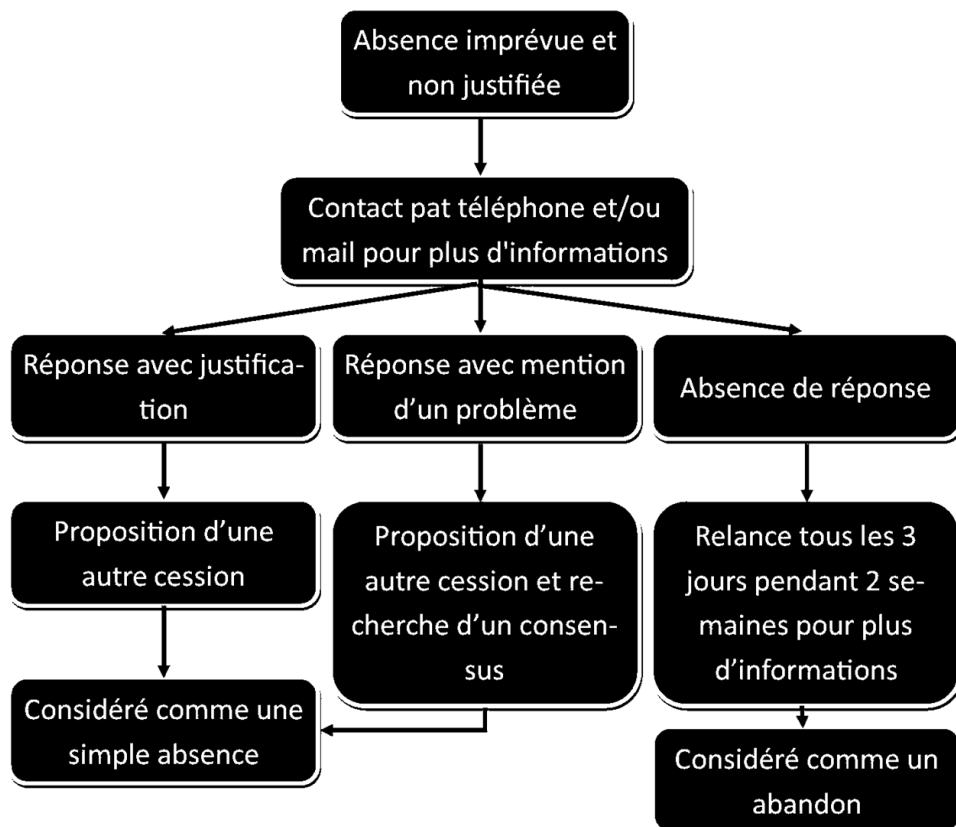 Absence imprévue et
non justifiée
Contact pat téléphone et/ou
mail pour plus d'informations
Réponse avec justifica-
tion
Réponse avec mention
d’un problème
Absence de réponse
Proposition d’une
autre cession
Proposition d’une
autre cession et re-
cherche d’un consen-
sus
Relance tous les 3
jours pendant 2 se-
maines pour plus
d’informations
Considéré comme une
simple absence
Considéré comme un
abandon